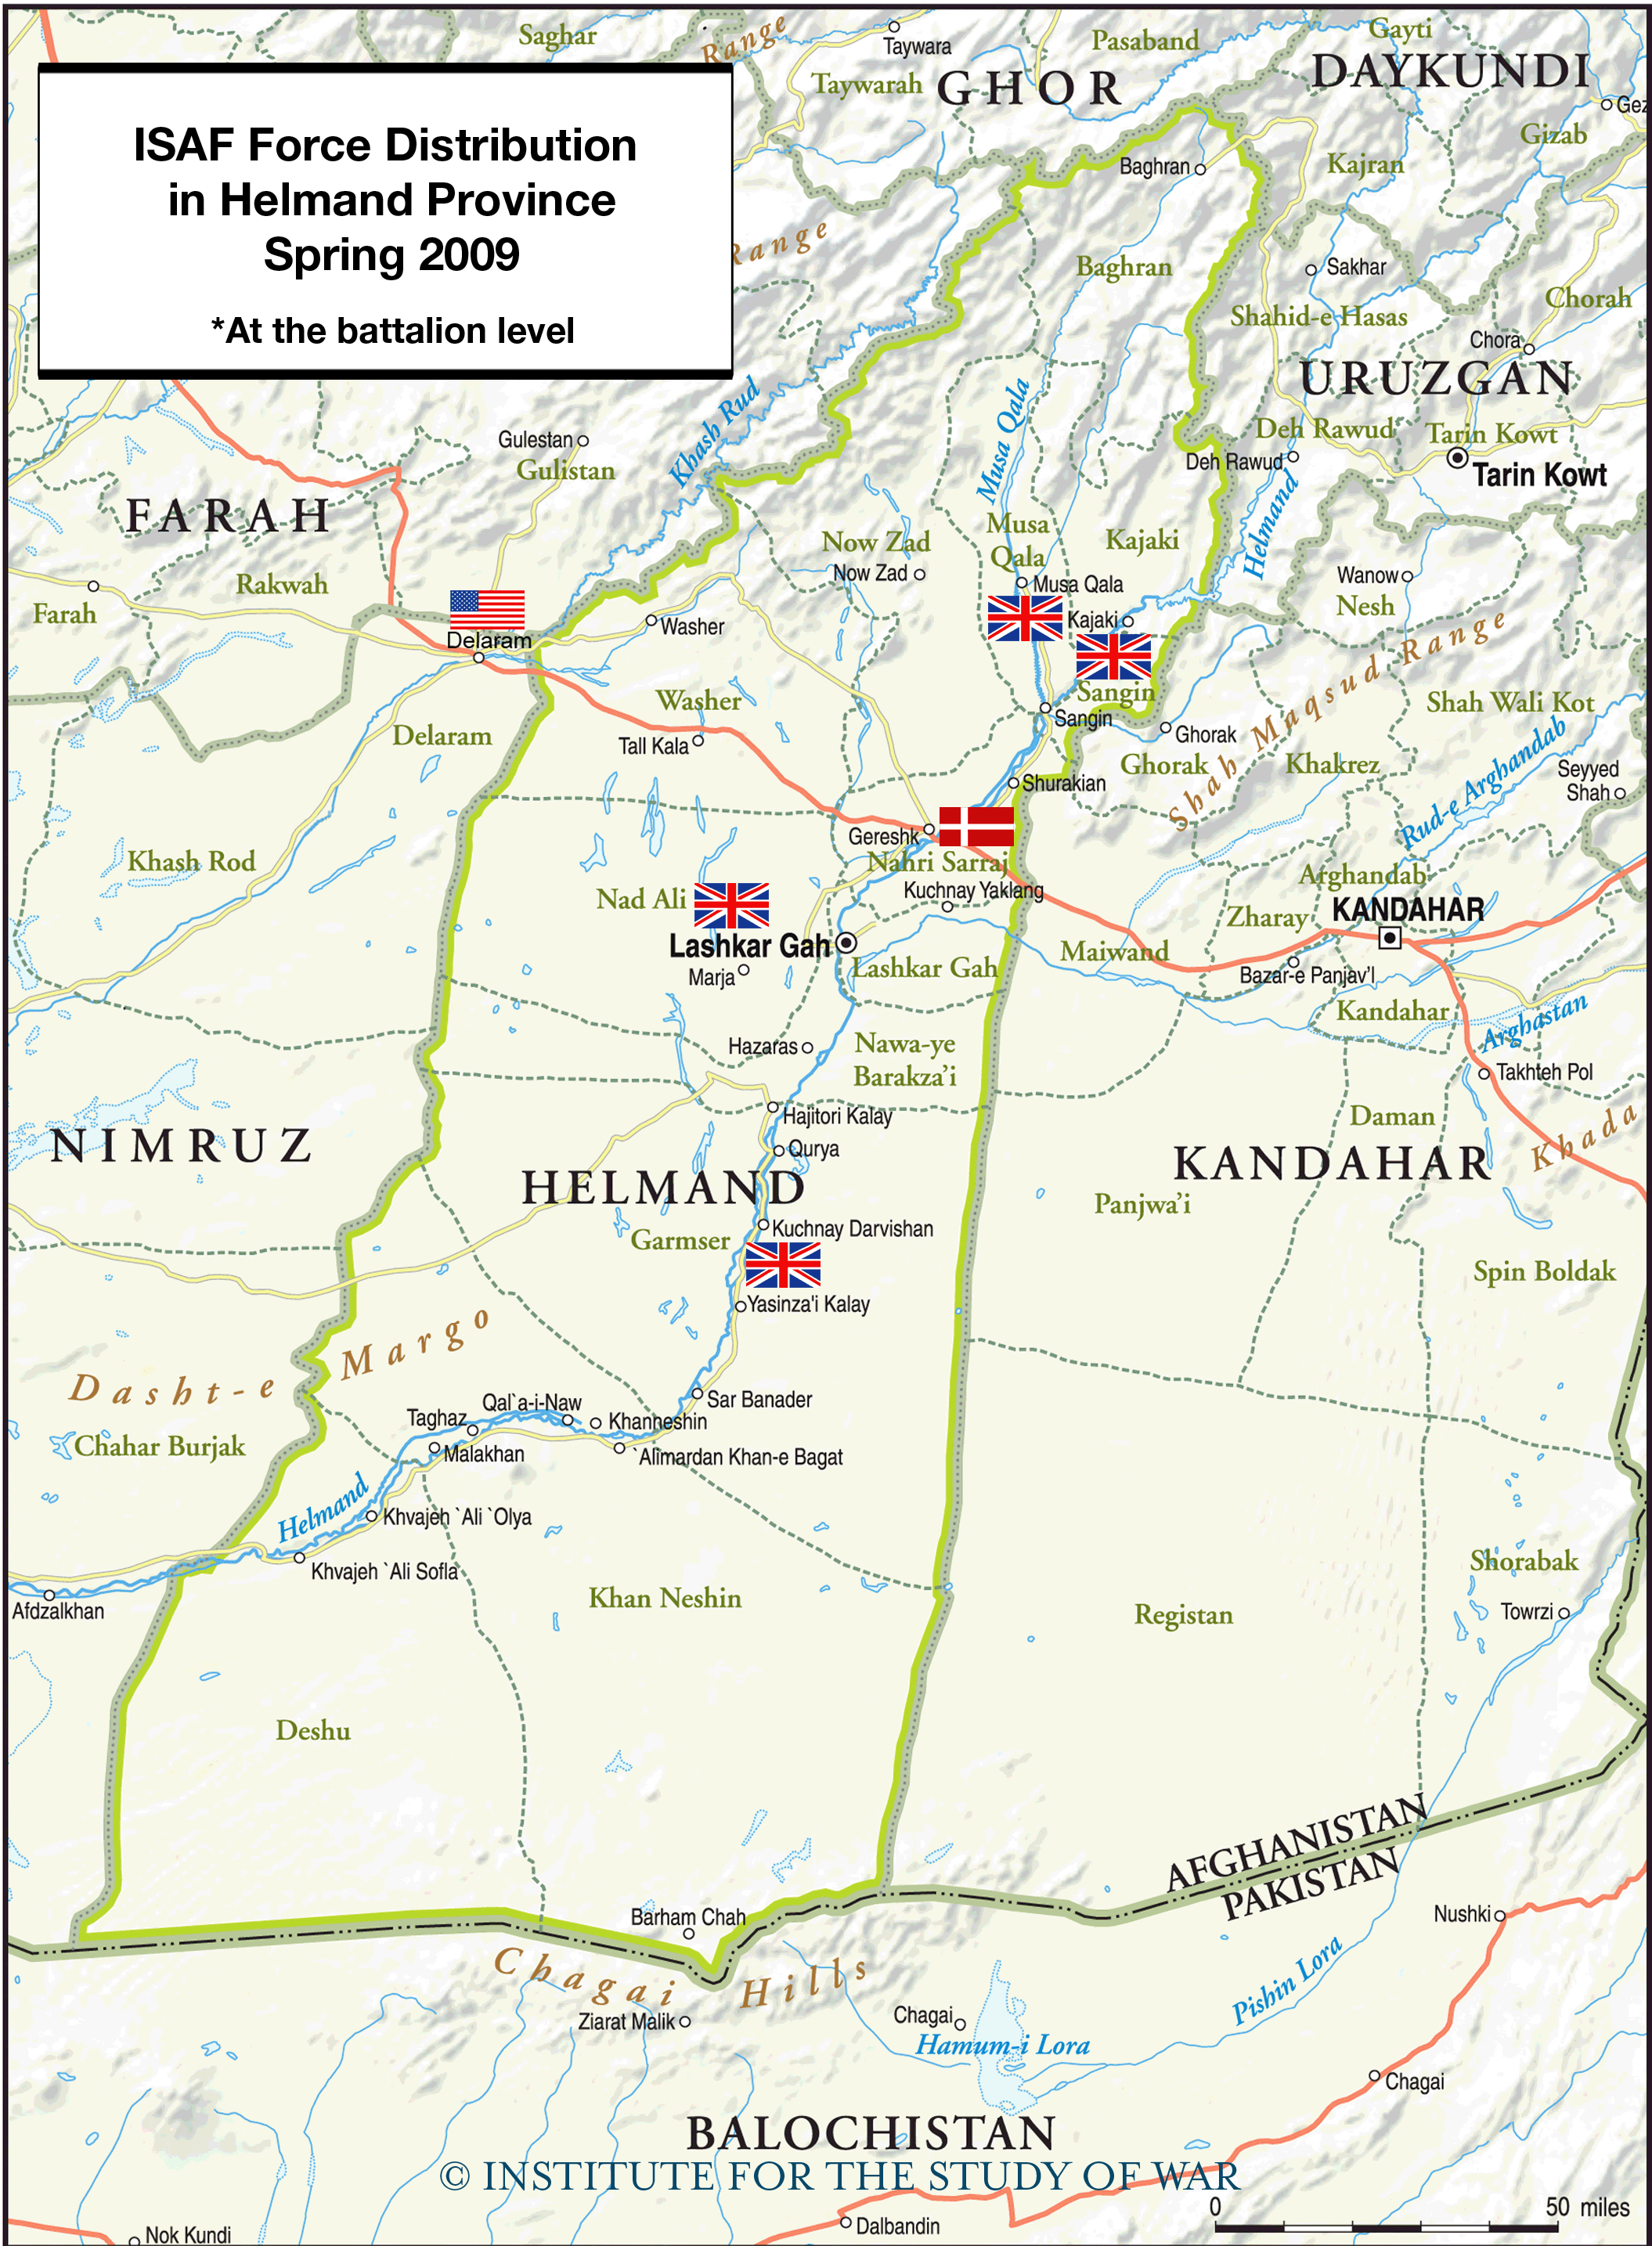 Saghar
Range
Taywara
Taywarah
GHOR
Pasaband
Gayti
DAYKUNDI
Gizab
ISAF Force Distribution
in Helmand Province
Spring 2009
*At the battalion level
Range
Baghran
Kajran
Baghran
Sakhar
Shahid-e Hasas
Chorah
Chora
URUZGAN
Khash Rud
Musa Qala
Gulestan
Gulistan
Deh Rawud
Tarin Kowt
Deh Rawud
Tarin Kowt
FARAH
Helmand
Now Zad
Now Zad
Musa
Qala
Kajaki
Musa Qala
Wanow
Nesh
Rakwah
Farah
Delaram
Washer
Kajaki
Shah Maqsud Range
Washer
Sangin
Sangin
Shah Wali Kot
Delaram
Tall Kala
Ghorak
Ghorak
Khakrez
Rud-e Arghandab
Seyyed
Shah
Shurakian
Gereshk
Khash Rod
Nahri Sarraj
Kuchnay Yaklang
Arghandab
Nad Ali
Zharay
KANDAHAR
Lashkar Gah
Marja
Lashkar Gah
Maiwand
Bazar-e Panjav'l
Kandahar
Arghastan
Hazaras
Nawa-ye
Barakza'i
Takhteh Pol
Hajitori Kalay
Daman
Khada
NIMRUZ
Qurya
KANDAHAR
HELMAND
Panjwa'i
Kuchnay Darvishan
Garmser
Spin Boldak
Yasinza'i Kalay
Dasht-e Margo
Sar Banader
Qal`a-i-Naw
Taghaz
Khanneshin
Chahar Burjak
Malakhan
`Alimardan Khan-e Bagat
Helmand
Khvajeh `Ali `Olya
Khvajeh `Ali Sofla
Shorabak
Afdzalkhan
Khan Neshin
Registan
Towrzi
Deshu
AFGHANISTAN
PAKISTAN
Barham Chah
Nushki
Chagai Hills
Pishin Lora
Ziarat Malik
Chagai
Hamum-i Lora
Chagai
BALOCHISTAN
© INSTITUTE FOR THE STUDY OF WAR
0 50 miles
Dalbandin
Nok Kundi